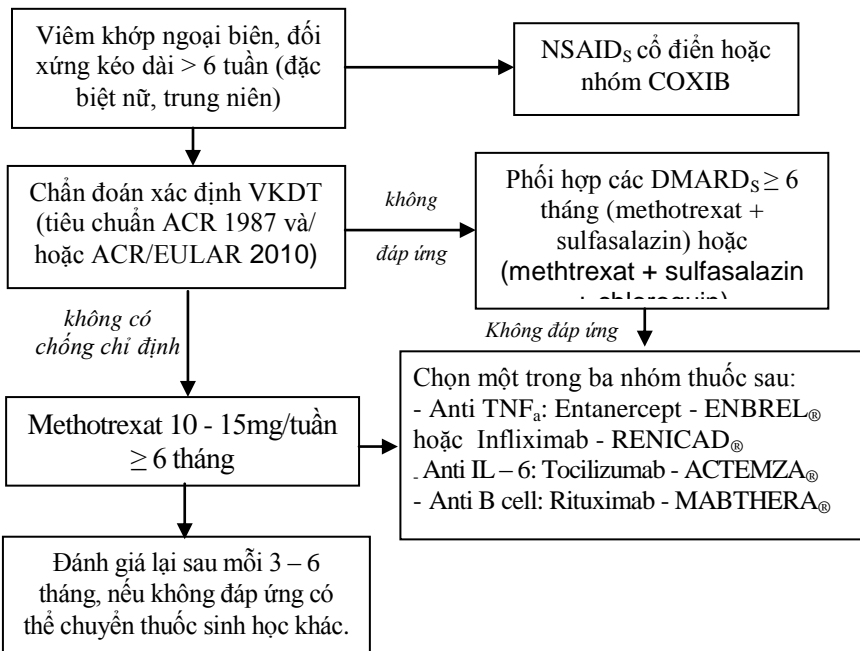 Viêm khớp ngoại biên, đối
xứng kéo dài > 6 tuần (đặc
biệt nữ, trung niên)
NSAIDS cổ điển hoặc
nhóm COXIB
Chẩn đoán xác định VKDT
(tiêu chuẩn ACR 1987 và/
hoặc ACR/EULAR 2010)
không
đáp ứng
Phối hợp các DMARDS ≥ 6
tháng (methotrexat +
sulfasalazin) hoặc
(methtrexat + sulfasalazin
+ chloroquin)
không có
chống chỉ định
Không đáp ứng
Methotrexat 10 - 15mg/tuần
≥ 6 tháng
Chọn một trong ba nhóm thuốc sau:
- Anti TNFa: Entanercept - ENBREL®
hoặc Infliximab - RENICAD®
- Anti IL – 6: Tocilizumab - ACTEMZA®
- Anti B cell: Rituximab - MABTHERA®
Đánh giá lại sau mỗi 3 – 6
tháng, nếu không đáp ứng có
thể chuyển thuốc sinh học khác.